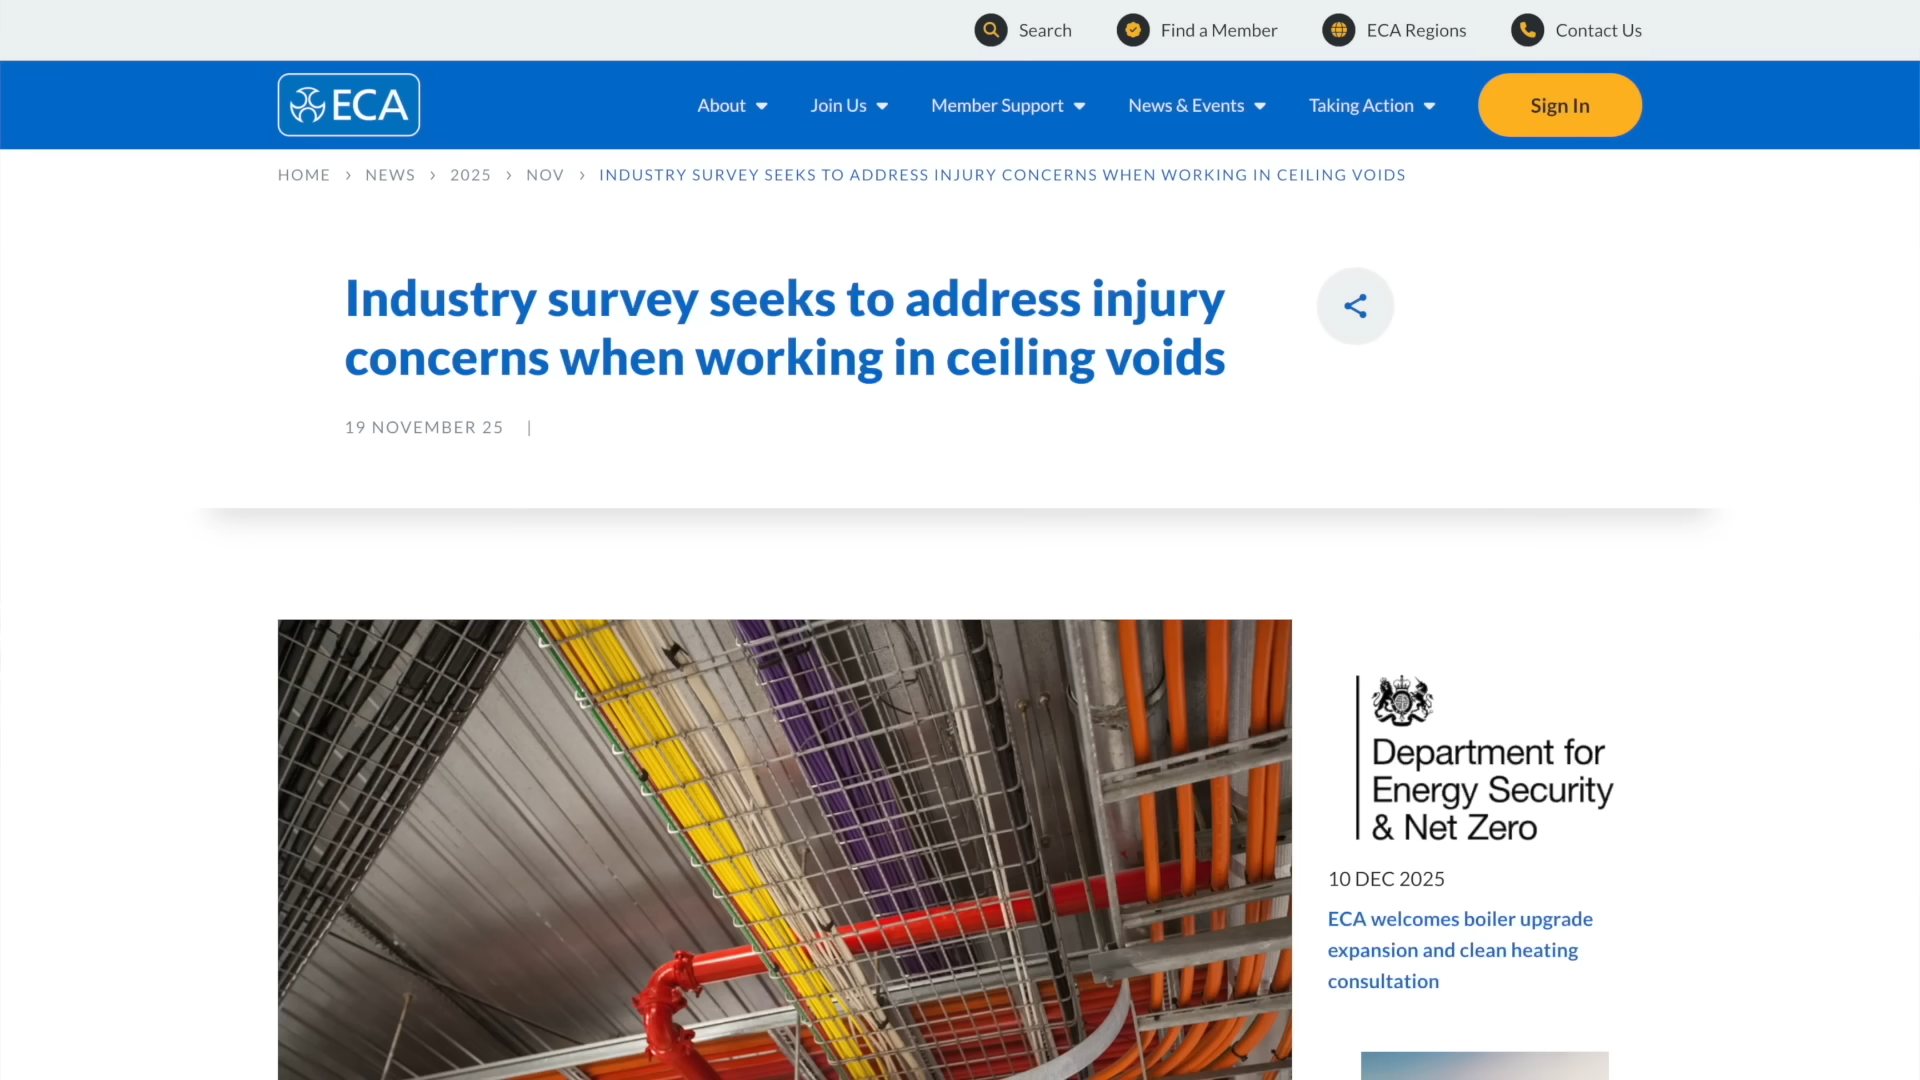 Search
Find a Member
ECA Regions
Contact Us
ECA
About
Join Us
Member Support
News & Events
Taking Action
Sign In
HOME > NEWS > 2025 > NOV > INDUSTRY SURVEY SEEKS TO ADDRESS INJURY CONCERNS WHEN WORKING IN CEILING VOIDS
Industry survey seeks to address injury
concerns when working in ceiling voids
19 NOVEMBER 25 |
Department for
Energy Security
& Net Zero
10 DEC 2025
ECA welcomes boiler upgrade
expansion and clean heating
consultation